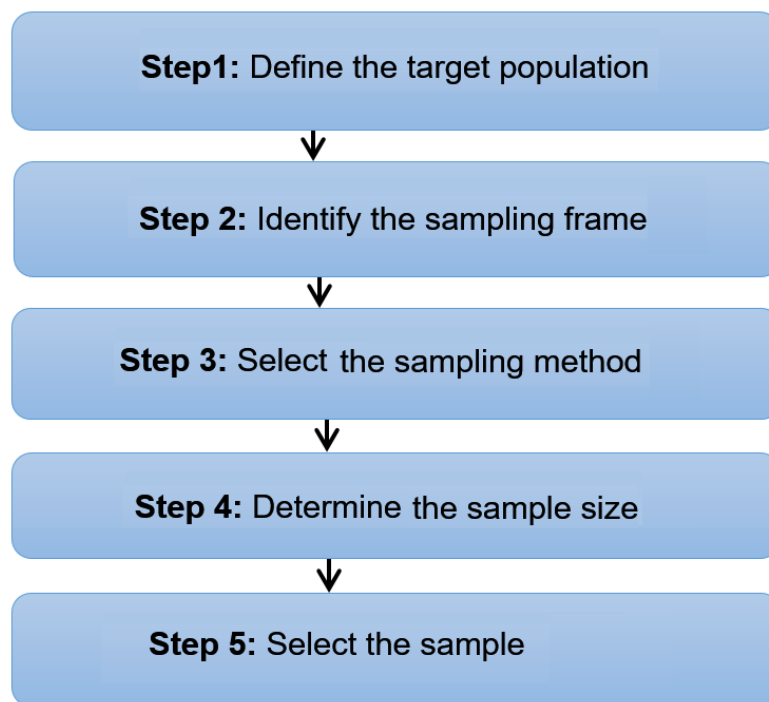 Step1: Define the target population
Step 2: Identify the sampling frame
Step 3: Select the sampling method
Step 4: Determine the sample size
Step 5: Select the sample